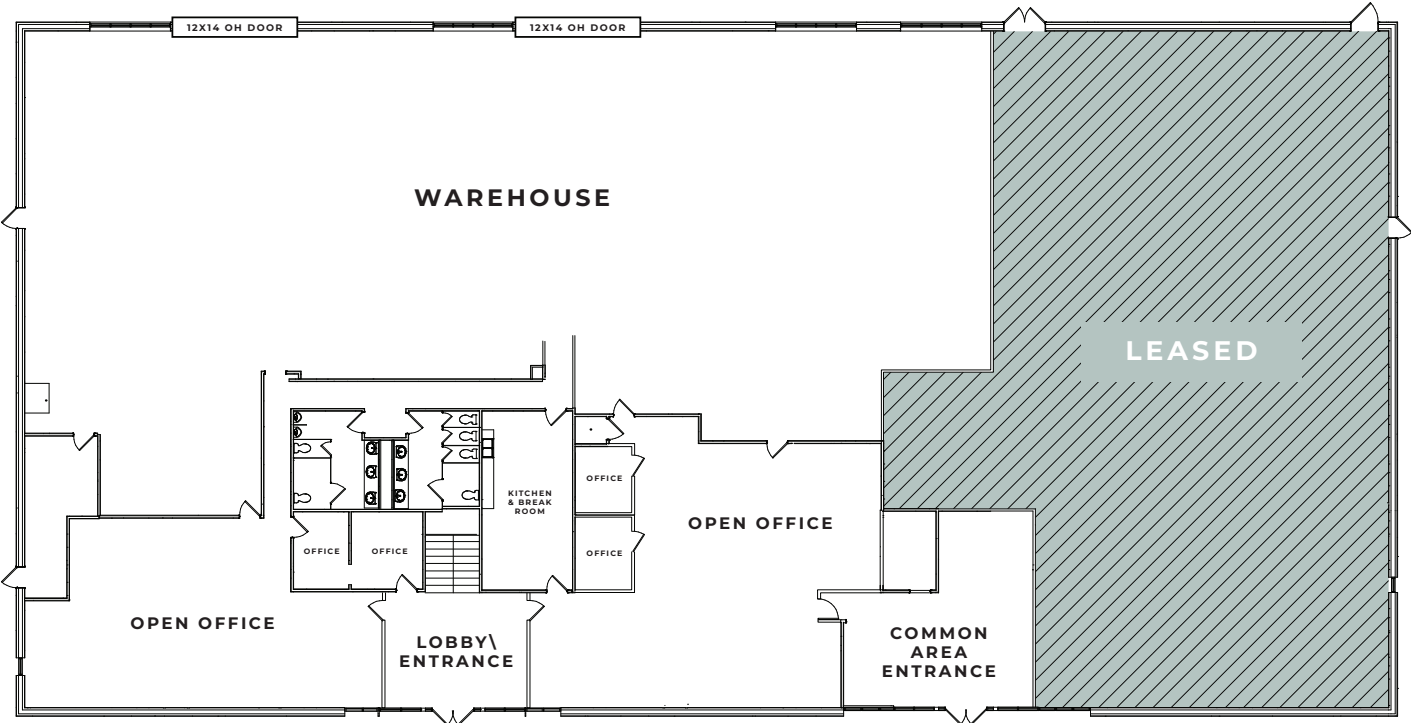 12X14 OH DOOR
12X14 OH DOOR
WAREHOUSE
LEASED
OFFICE
KITCHEN
& BREAK
ROOM
OPEN OFFICE
OFFICE
OFFICE
OFFICE
OPEN OFFICE
LOBBY\
ENTRANCE
COMMON
AREA
ENTRANCE